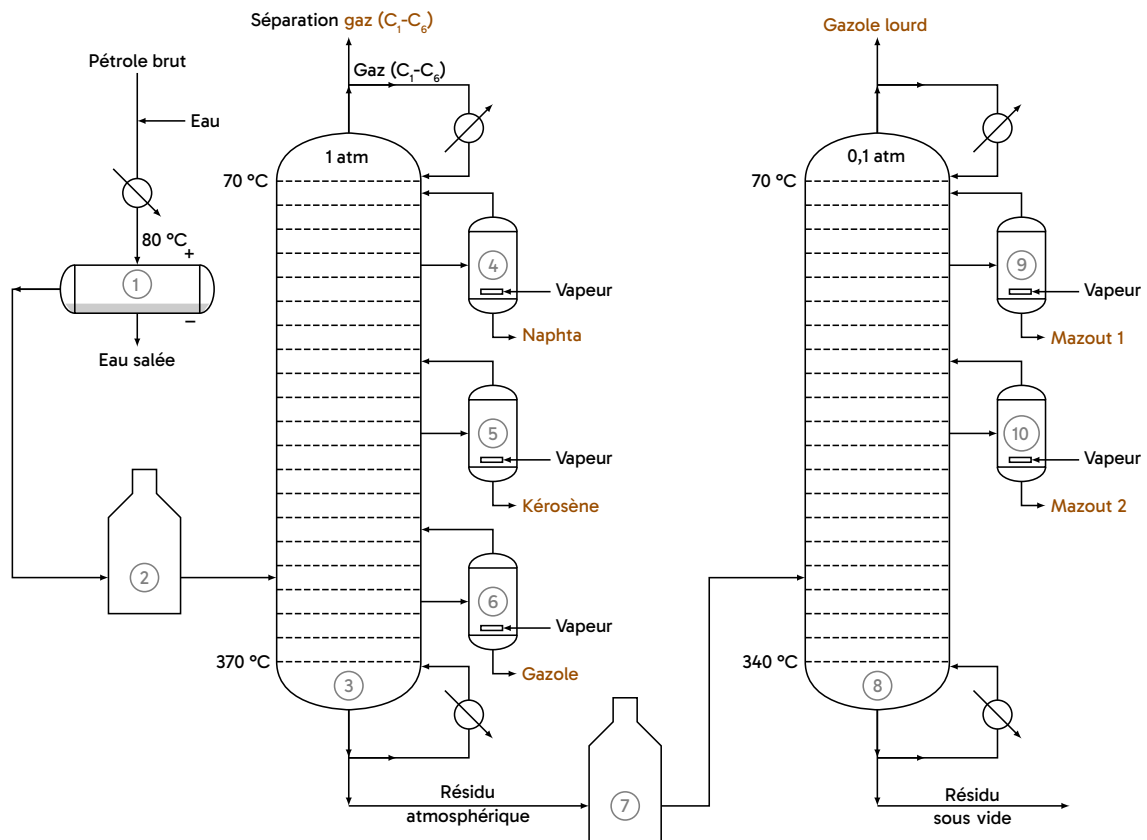 Séparation gaz (C₁-C₆)
Gazole lourd
Pétrole brut
Gaz (C₁-C₆)
Eau
1 atm
0,1 atm
70 °C
70 °C
80 °C
+
1
4
9
Vapeur
Vapeur
–
Naphta
Mazout 1
Eau salée
5
10
Vapeur
Vapeur
Kérosène
Mazout 2
2
6
Vapeur
370 °C
340 °C
Gazole
3
8
Résidu
atmosphérique
7
Résidu
sous vide